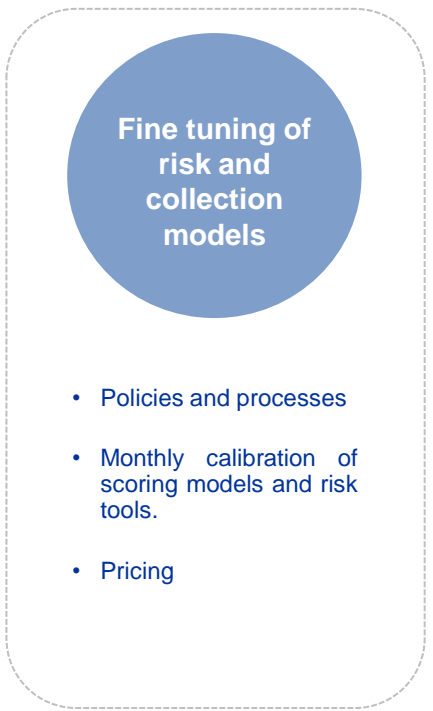 Fine tuning of
risk and
collection
models
• Policies and processes
• Monthly calibration of
scoring models and risk
tools.
• Pricing